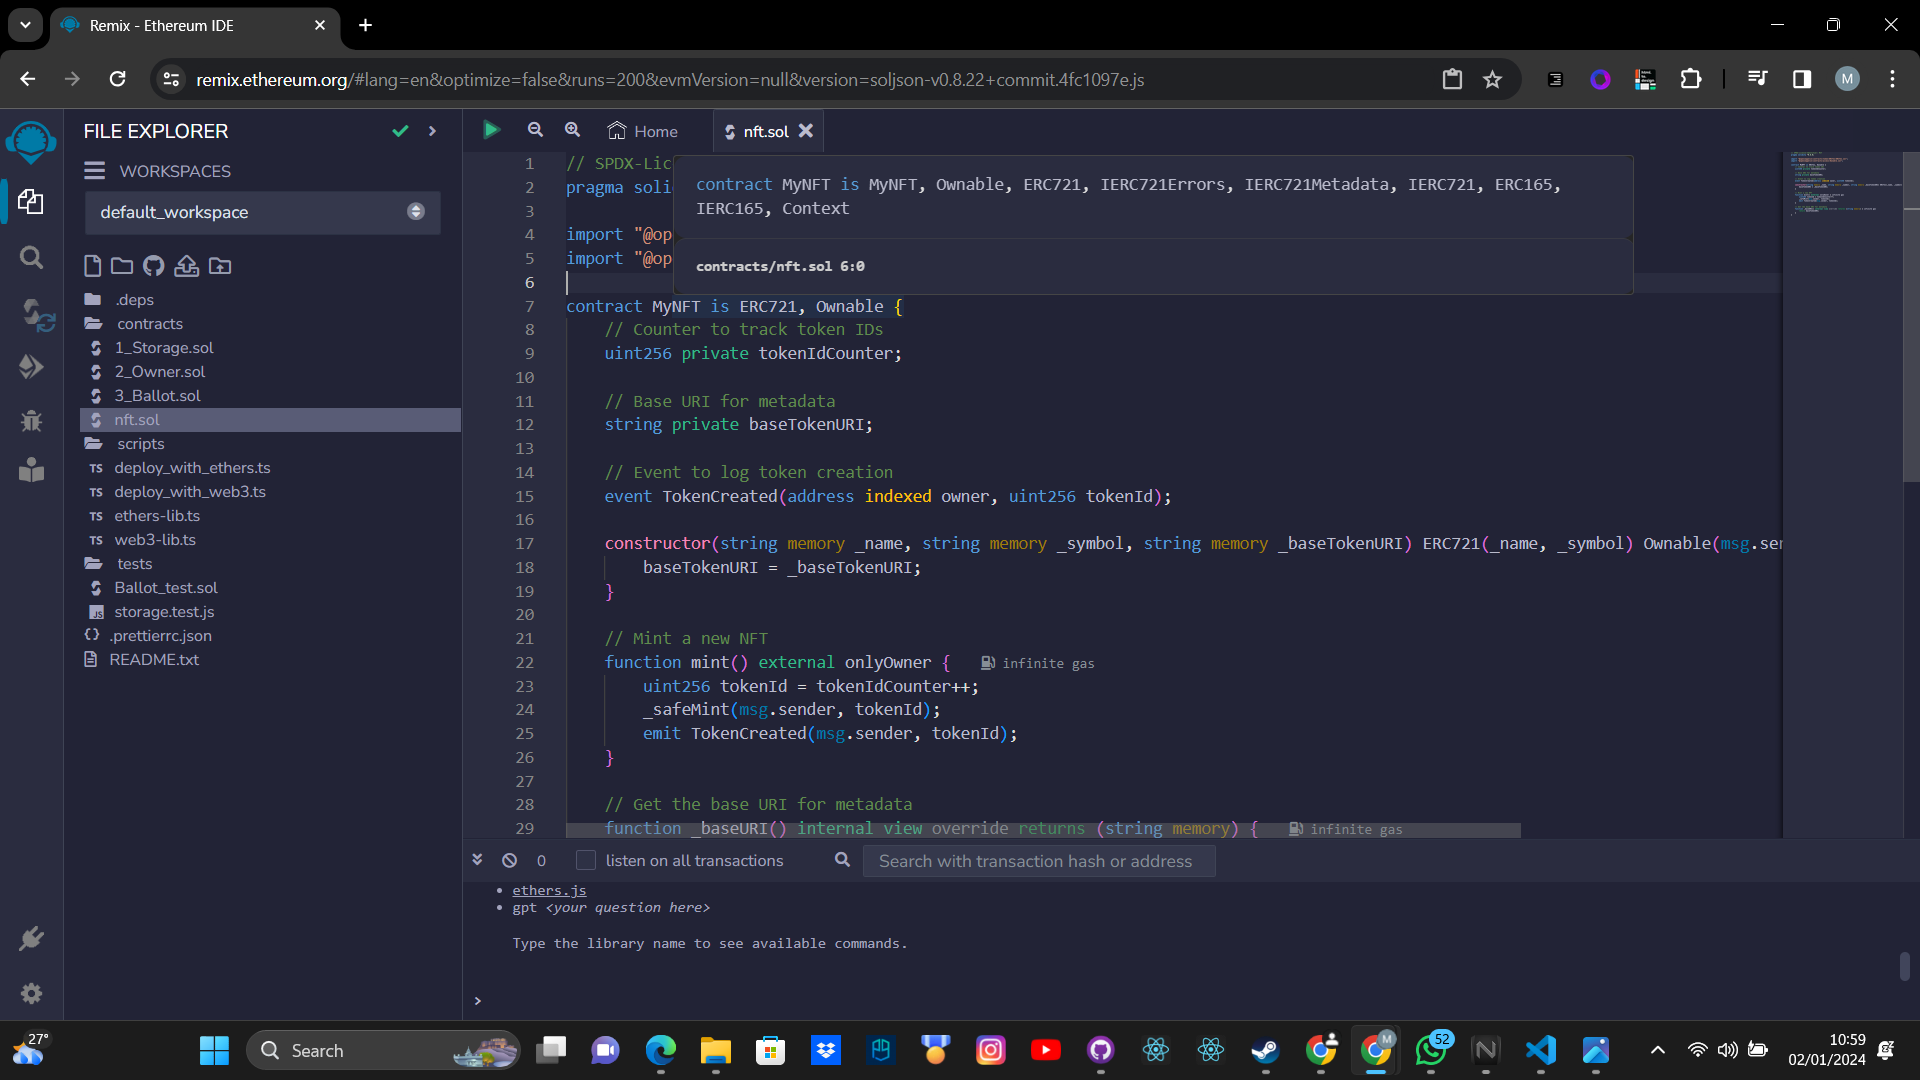 Remix - Ethereum IDE
remix.ethereum.org/#lang=en&optimize=false&runs=200&evmVersion=null&version=soljson-v0.8.22+commit.4fc1097e.js
M
FILE EXPLORER
WORKSPACES
default_workspace
.deps
contracts
1_Storage.sol
2_Owner.sol
3_Ballot.sol
nft.sol
scripts
TS deploy_with_ethers.ts
TS deploy_with_web3.ts
TS ethers-lib.ts
TS web3-lib.ts
tests
Ballot_test.sol
JS storage.test.js
{} .prettierrc.json
README.txt
Home
nft.sol
1 // SPDX-Lic
2 pragma soli
3
4 import "@op
5 import "@op
6
contract MyNFT is MyNFT, Ownable, ERC721, IERC721Errors, IERC721Metadata, IERC721, ERC165,
IERC165, Context
contracts/nft.sol 6:0
7 contract MyNFT is ERC721, Ownable {
8 // Counter to track token IDs
9 uint256 private tokenIdCounter;
10
11 // Base URI for metadata
12 string private baseTokenURI;
13
14 // Event to log token creation
15 event TokenCreated(address indexed owner, uint256 tokenId);
16
17 constructor(string memory _name, string memory _symbol, string memory _baseTokenURI) ERC721(_name, _symbol) Ownable(msg.sen
18 baseTokenURI = _baseTokenURI;
19 }
20
21 // Mint a new NFT
22 function mint() external onlyOwner { infinite gas
23 uint256 tokenId = tokenIdCounter++;
24 _safeMint(msg.sender, tokenId);
25 emit TokenCreated(msg.sender, tokenId);
26 }
27
28 // Get the base URI for metadata
29 function _baseURI() internal view override returns (string memory) { infinite gas
0 listen on all transactions Search with transaction hash or address
• ethers.js
• gpt <your question here>
Type the library name to see available commands.
>
27°
Search
M
52
10:59
02/01/2024